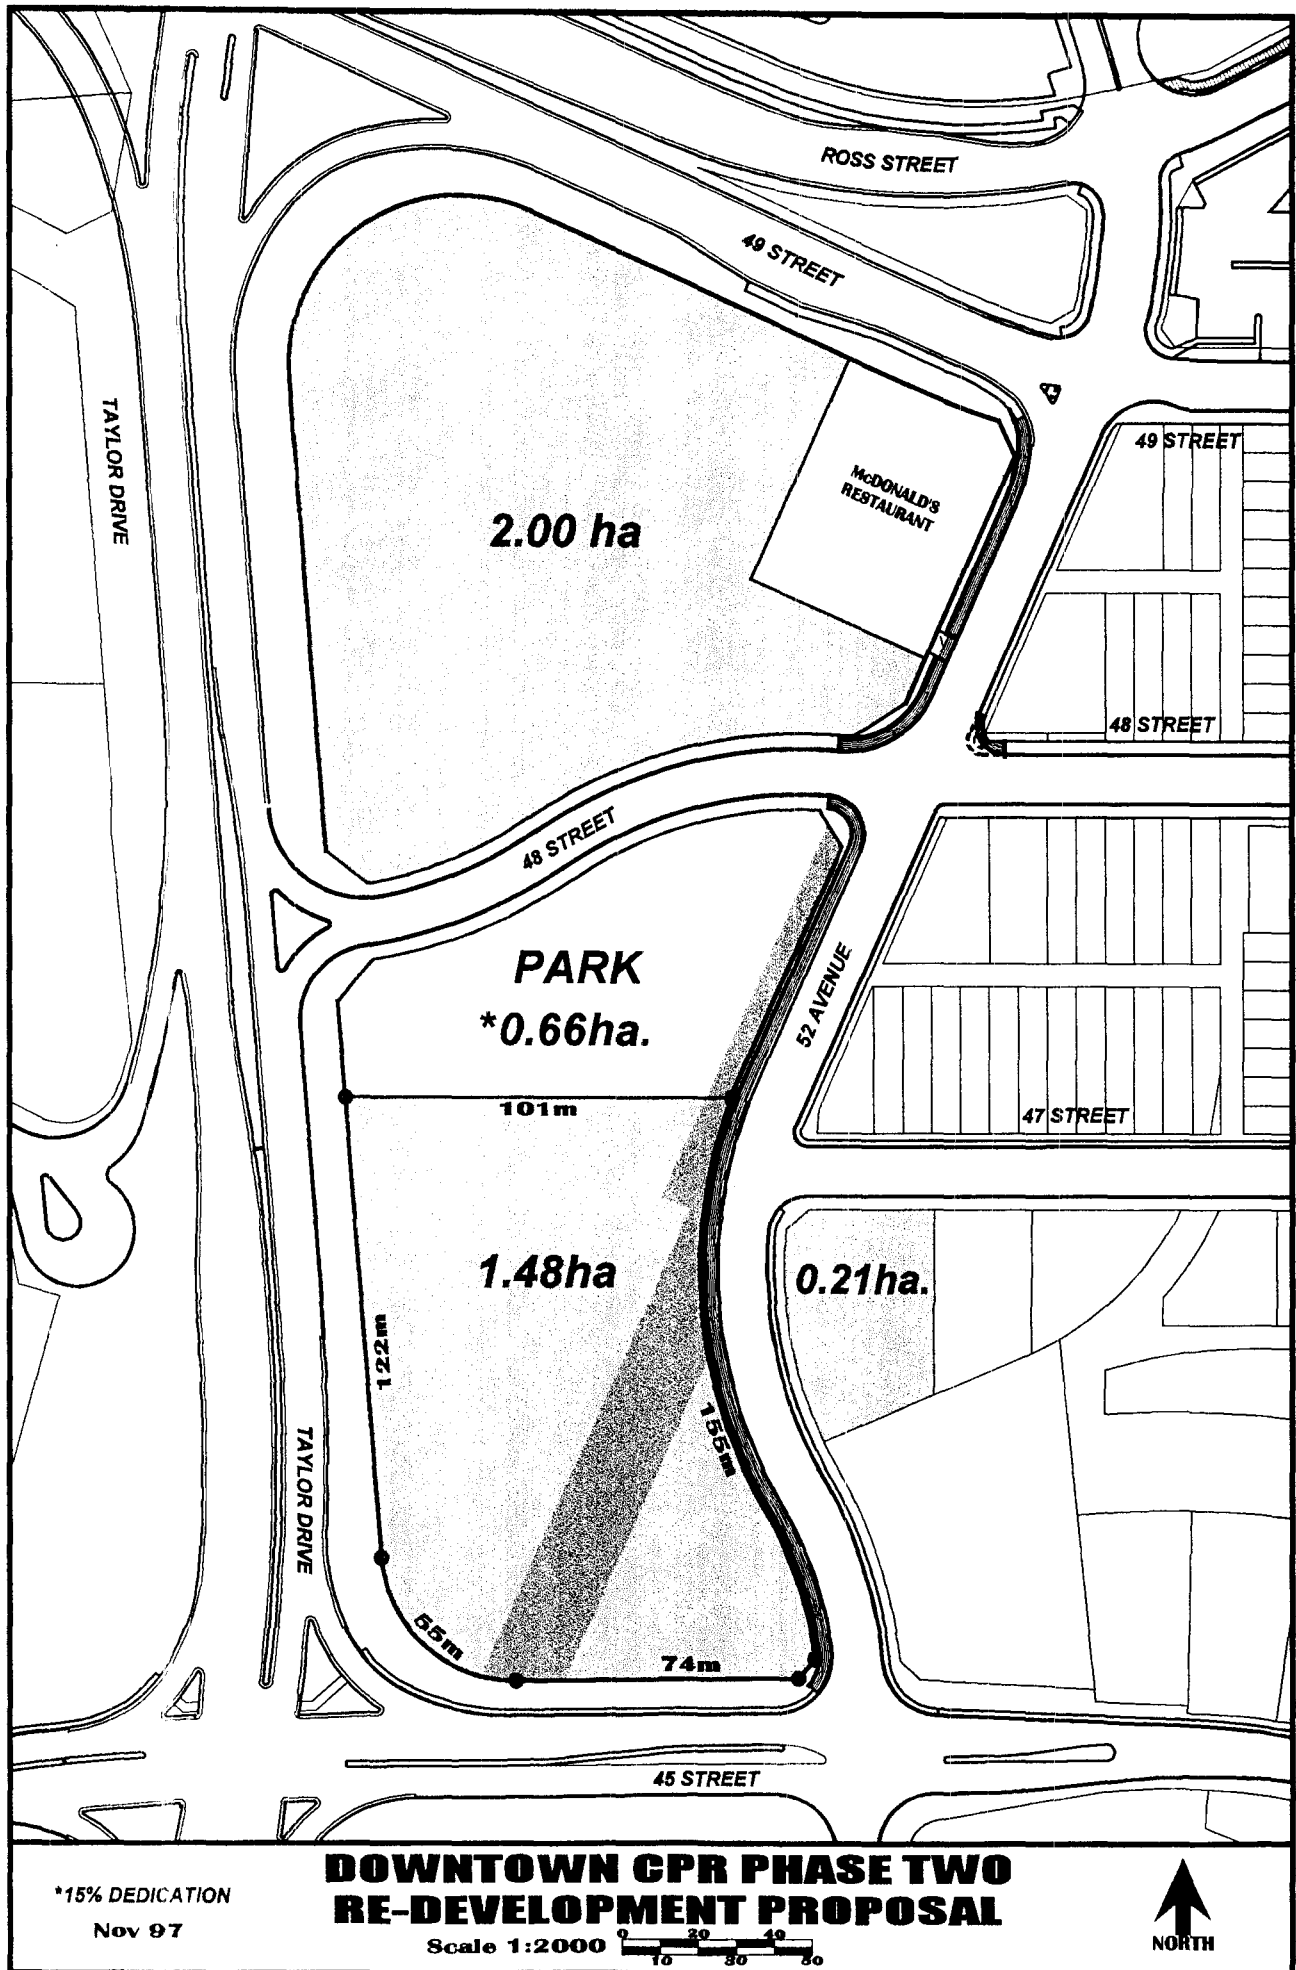 ROSS STREET
49 STREET
TAYLOR DRIVE
49 STREET
McDONALD'S
RESTAURANT
2.00 ha
48 STREET
48 STREET
PARK
*0.66ha.
52 AVENUE
101m
47 STREET
1.48ha
0.21ha.
122m
155m
TAYLOR DRIVE
55m
74m
45 STREET
*15% DEDICATION
Nov 97
DOWNTOWN CPR PHASE TWO
RE-DEVELOPMENT PROPOSAL
Scale 1:2000
0 20 40
10 30 50
NORTH